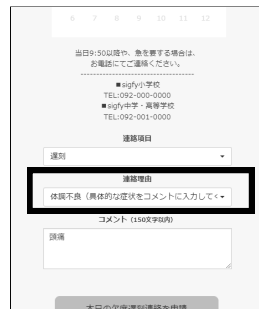 6 7 8 9 10 11 12
当日9:50以降や、急を要する場合は、
お電話にてご連絡ください。
----------------------------------------
■sigfy小学校
TEL:092-000-0000
■sigfy中学・高等学校
TEL:092-001-0000
連絡項目
遅刻
連絡理由
体調不良（具体的な症状をコメントに入力して<
コメント（150文字以内）
頭痛
本日の欠席遅刻連絡を申請